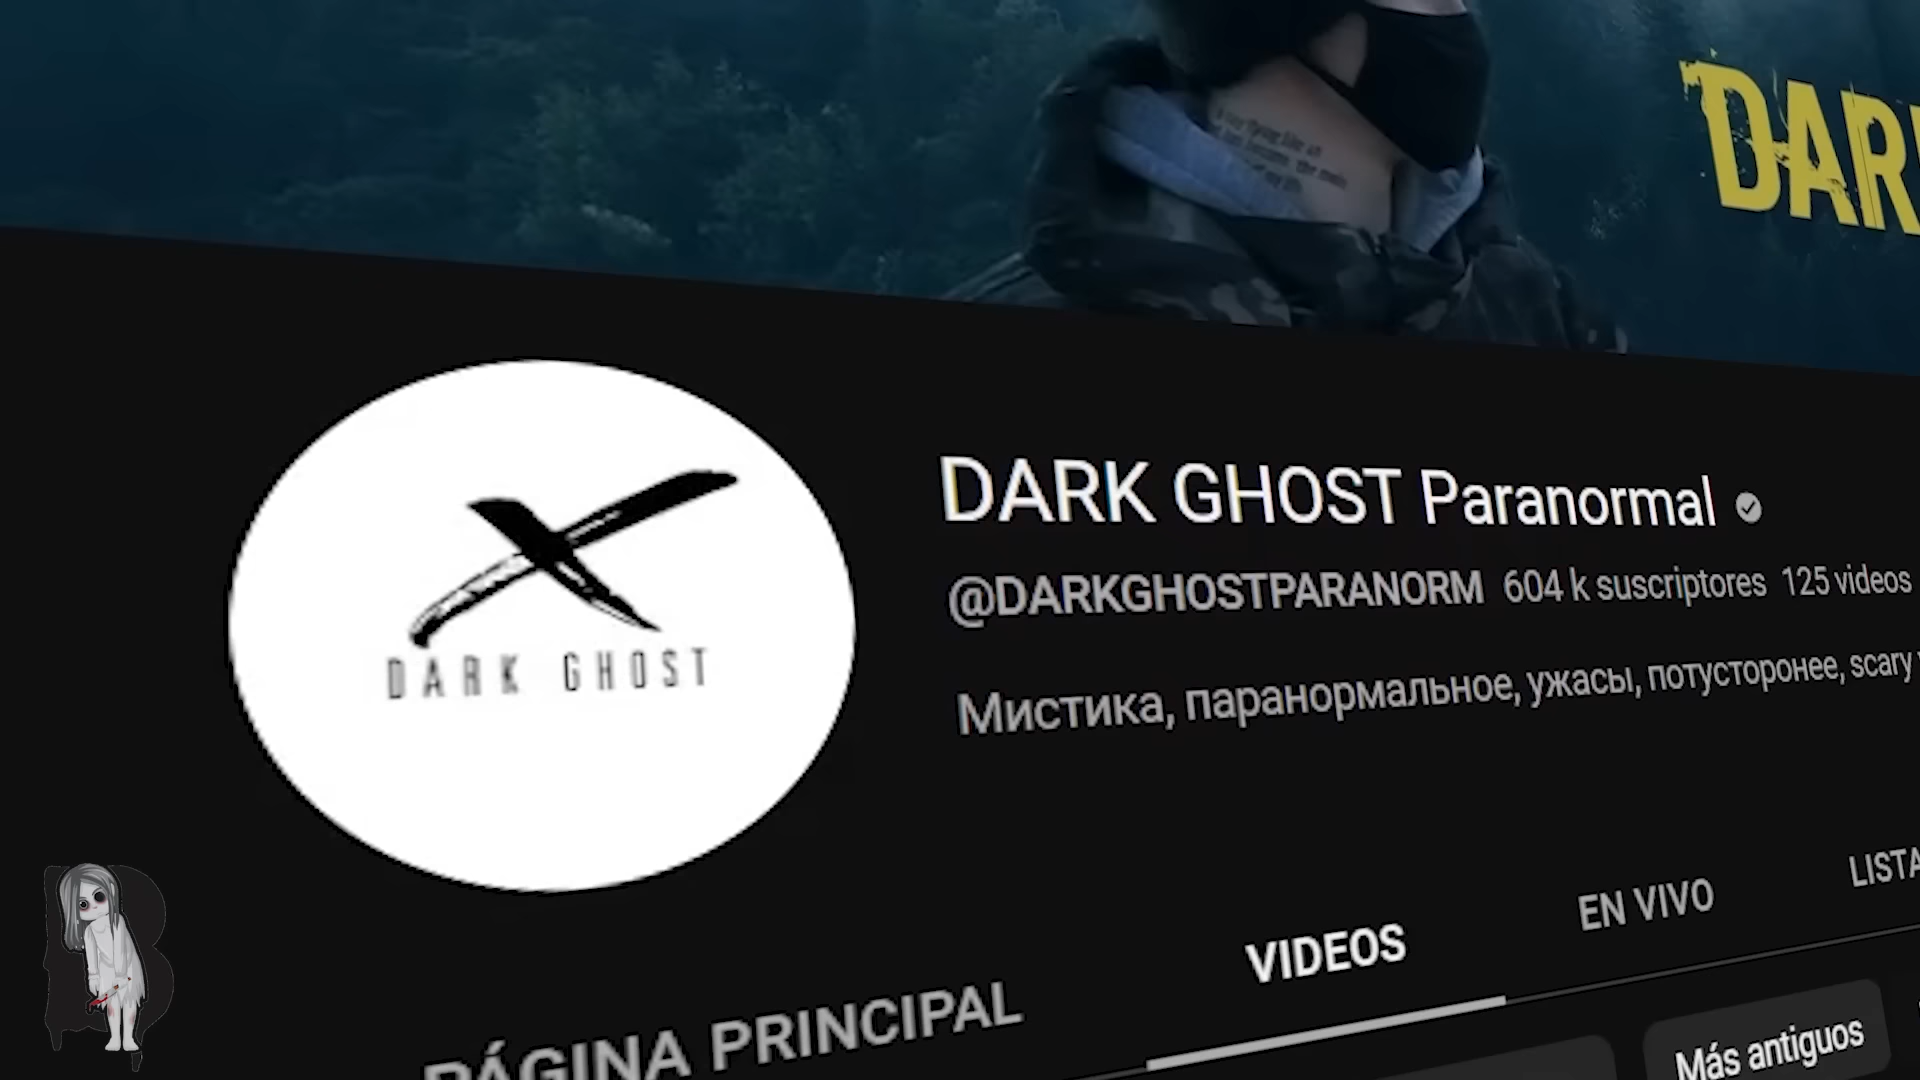 DAR
DARK GHOST
DARK GHOST Paranormal
@DARKGHOSTPARANORM 604 k suscriptores 125 videos
Мистика, паранормальное, ужасы, потусторонее, scary
PÁGINA PRINCIPAL VIDEOS EN VIVO LISTA
Más antiguos